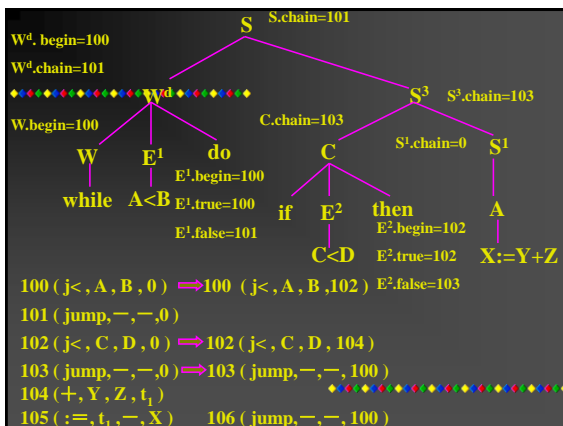 S S.chain=101
Wᵈ. begin=100
Wᵈ.chain=101
Wᵈ S³ S³.chain=103
C.chain=103
W.begin=100
S¹.chain=0
W E¹ do C S¹
E¹.begin=100
while A<B E¹.true=100 if E² then A
E¹.false=101 E².begin=102
C<D E².true=102 X:=Y+Z
E².false=103
100 ( j< , A , B , 0 ) 100 ( j< , A , B ,102 )
101 ( jump,－,－,0 )
102 ( j< , C , D , 0 ) 102 ( j< , C , D , 104 )
103 ( jump,－,－,0 ) 103 ( jump,－,－, 100 )
104 ( ＋, Y , Z , t₁ )
105 ( :＝, t₁ ,－, X ) 106 ( jump,－,－, 100 )